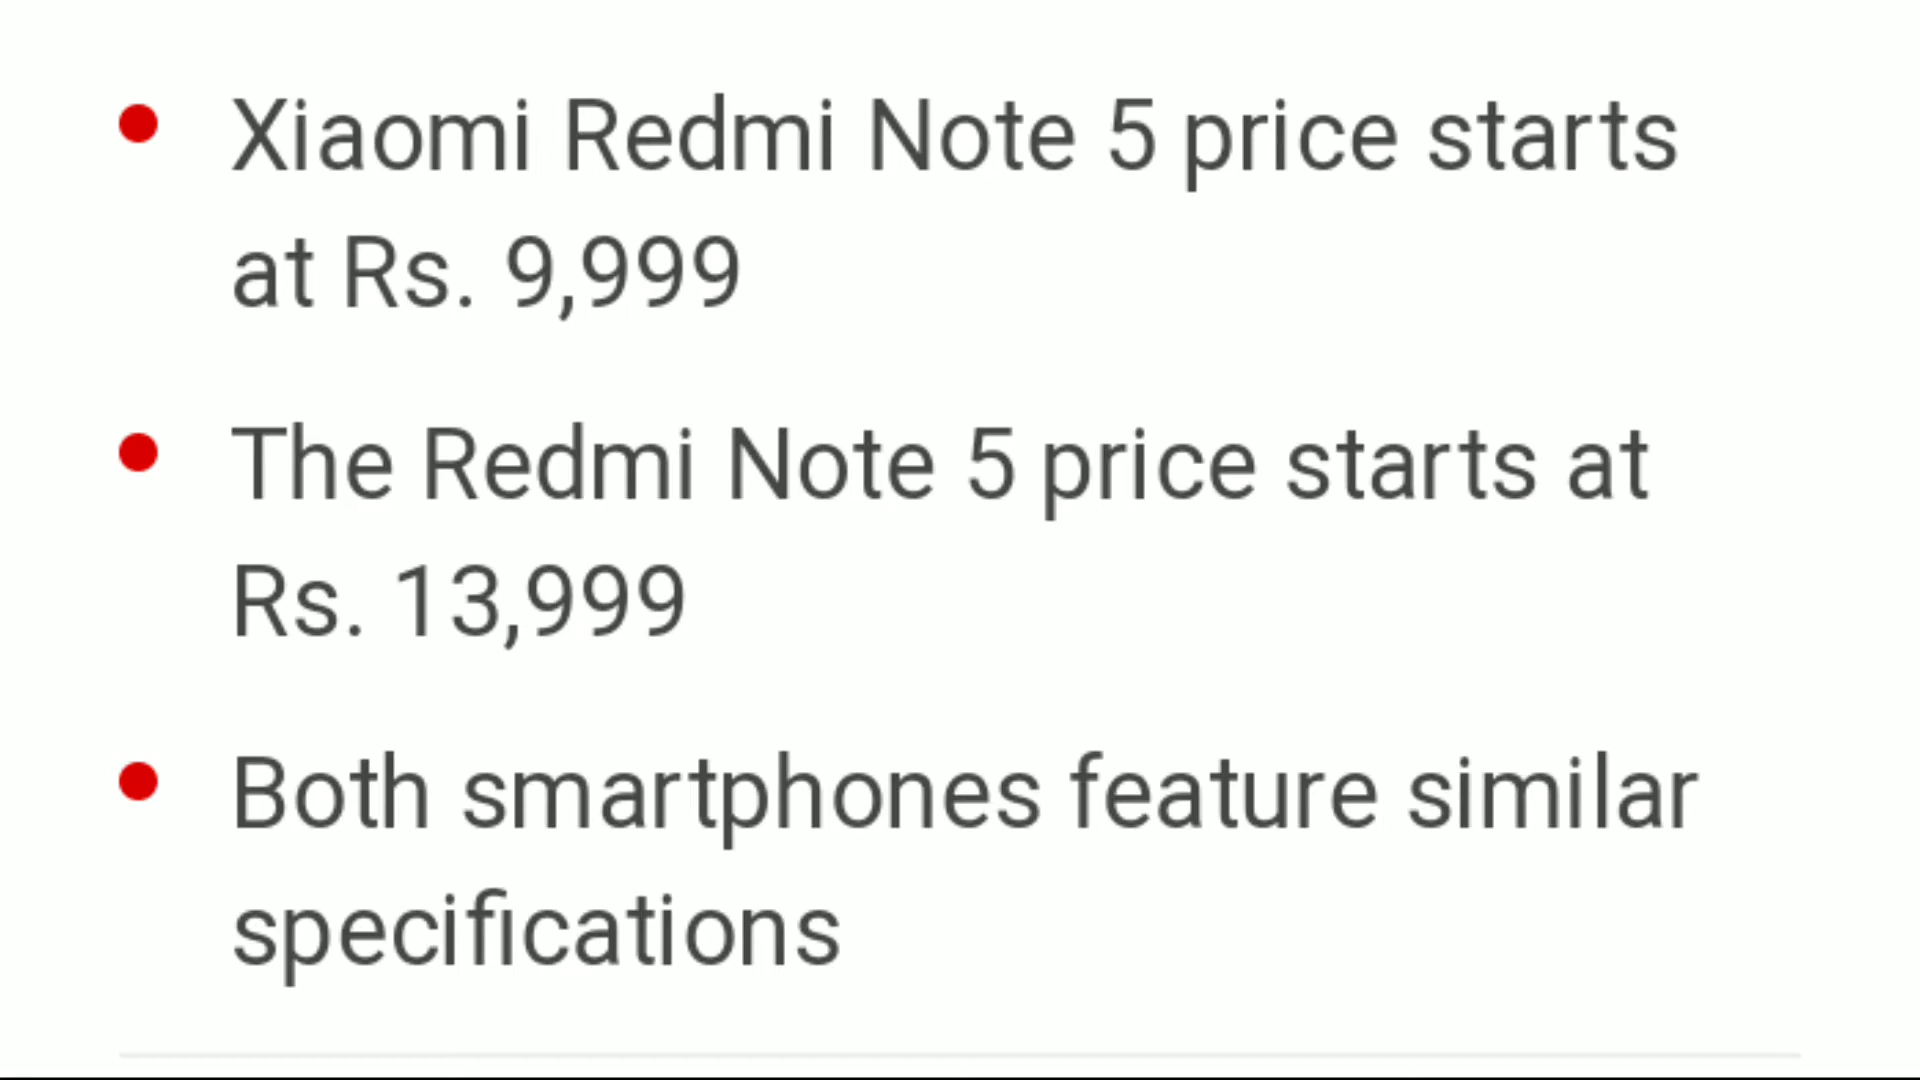 Xiaomi Redmi Note 5 price starts
at Rs. 9,999
The Redmi Note 5 price starts at
Rs. 13,999
Both smartphones feature similar
specifications